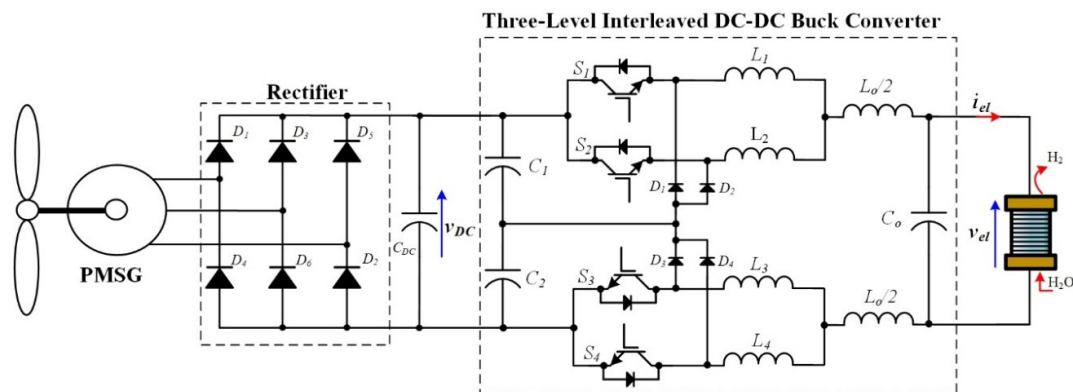 Three-Level Interleaved DC-DC Buck Converter
Rectifier
PMSG
D1
D3
D5
D4
D6
D2
CDC
vDC
C1
C2
S1
S2
S3
S4
D1
D2
D3
D4
L1
L2
L3
L4
Lo/2
Lo/2
Co
iel
vel
H2
H2O